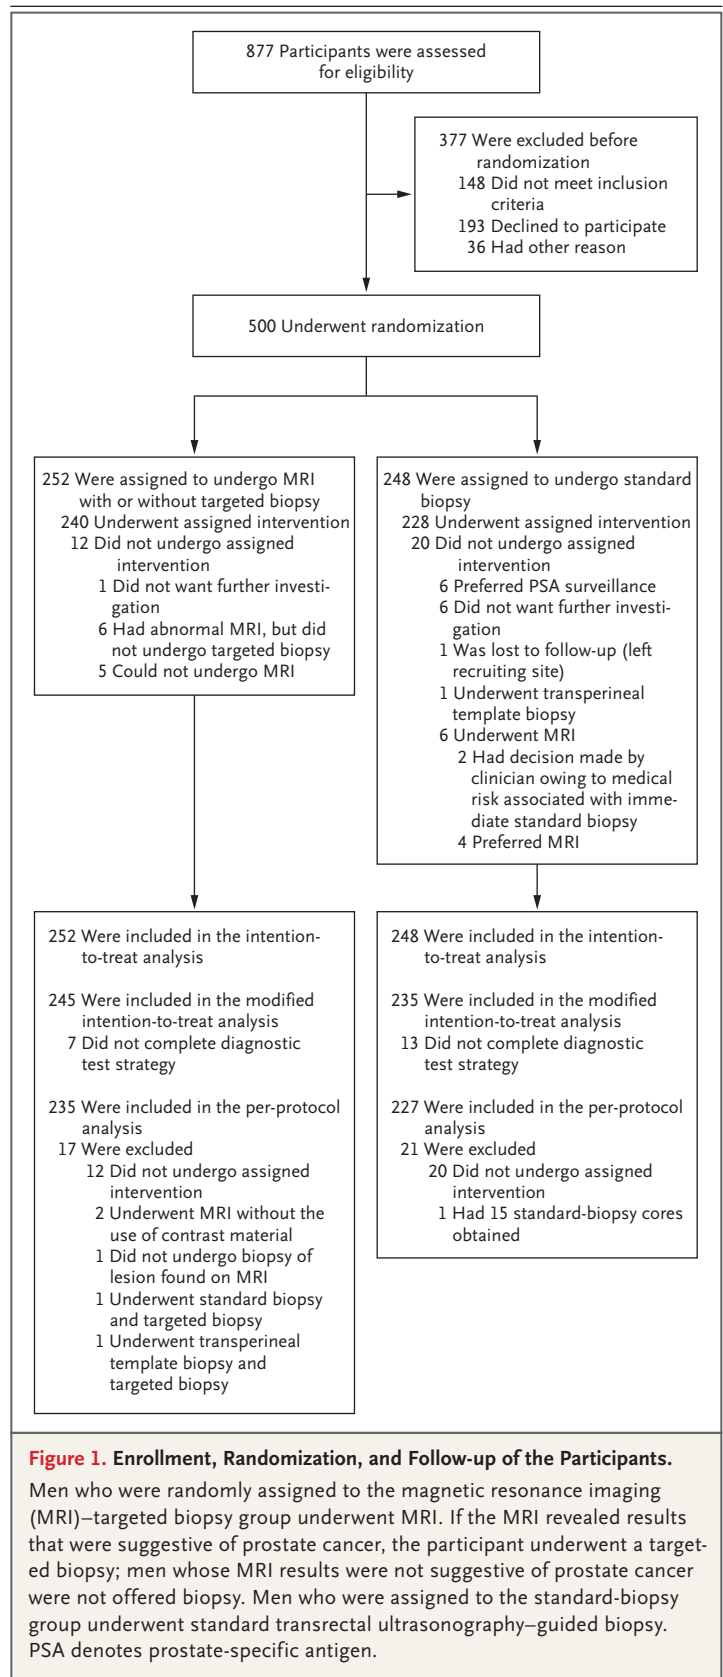 877 Participants were assessed
for eligibility
377 Were excluded before
randomization
148 Did not meet inclusion
criteria
193 Declined to participate
36 Had other reason
500 Underwent randomization
252 Were assigned to undergo MRI
with or without targeted biopsy
240 Underwent assigned intervention
12 Did not undergo assigned
intervention
1 Did not want further investi-
gation
6 Had abnormal MRI, but did
not undergo targeted biopsy
5 Could not undergo MRI
248 Were assigned to undergo standard
biopsy
228 Underwent assigned intervention
20 Did not undergo assigned
intervention
6 Preferred PSA surveillance
6 Did not want further investi-
gation
1 Was lost to follow-up (left
recruiting site)
1 Underwent transperineal
template biopsy
6 Underwent MRI
2 Had decision made by
clinician owing to medical
risk associated with imme-
diate standard biopsy
4 Preferred MRI
252 Were included in the intention-
to-treat analysis
245 Were included in the modified
intention-to-treat analysis
7 Did not complete diagnostic
test strategy
235 Were included in the per-protocol
analysis
17 Were excluded
12 Did not undergo assigned
intervention
2 Underwent MRI without the
use of contrast material
1 Did not undergo biopsy of
lesion found on MRI
1 Underwent standard biopsy
and targeted biopsy
1 Underwent transperineal
template biopsy and
targeted biopsy
248 Were included in the intention-
to-treat analysis
235 Were included in the modified
intention-to-treat analysis
13 Did not complete diagnostic
test strategy
227 Were included in the per-protocol
analysis
21 Were excluded
20 Did not undergo assigned
intervention
1 Had 15 standard-biopsy cores
obtained
Figure 1. Enrollment, Randomization, and Follow-up of the Participants.
Men who were randomly assigned to the magnetic resonance imaging
(MRI)–targeted biopsy group underwent MRI. If the MRI revealed results
that were suggestive of prostate cancer, the participant underwent a target-
ed biopsy; men whose MRI results were not suggestive of prostate cancer
were not offered biopsy. Men who were assigned to the standard-biopsy
group underwent standard transrectal ultrasonography–guided biopsy.
PSA denotes prostate-specific antigen.